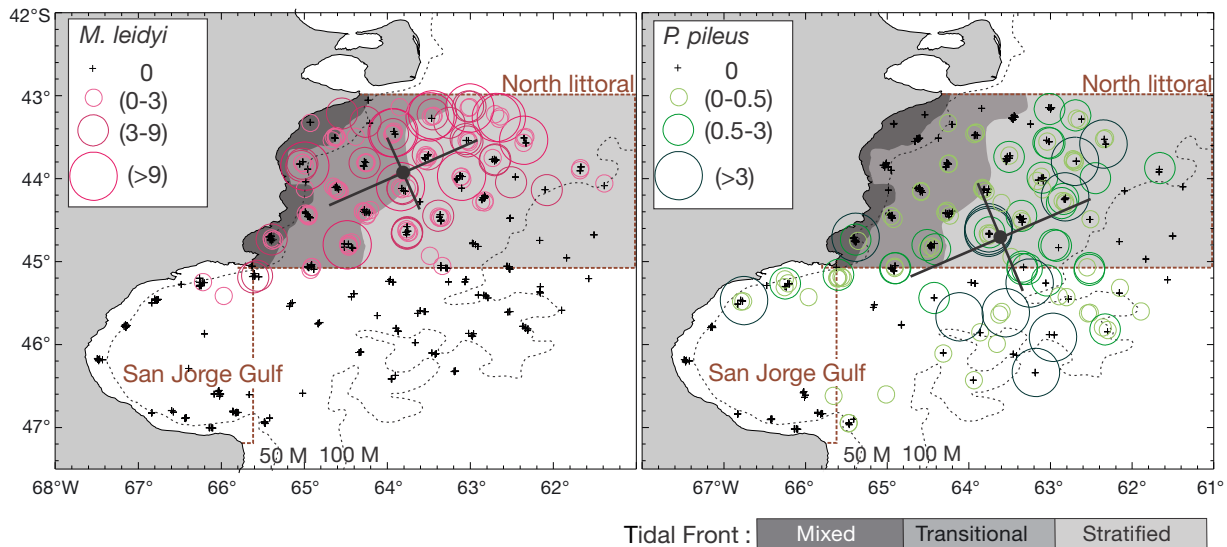 42°S
43°
44°
45°
46°
47°
M. leidyi
0
(0-3)
(3-9)
(>9)
North littoral
San Jorge Gulf
50 M 100 M
68°W 67° 66° 65° 64° 63° 62°
P. pileus
0
(0-0.5)
(0.5-3)
(>3)
North littoral
San Jorge Gulf
50 M 100 M
67°W 66° 65° 64° 63° 62° 61°
Tidal Front : Mixed Transitional Stratified